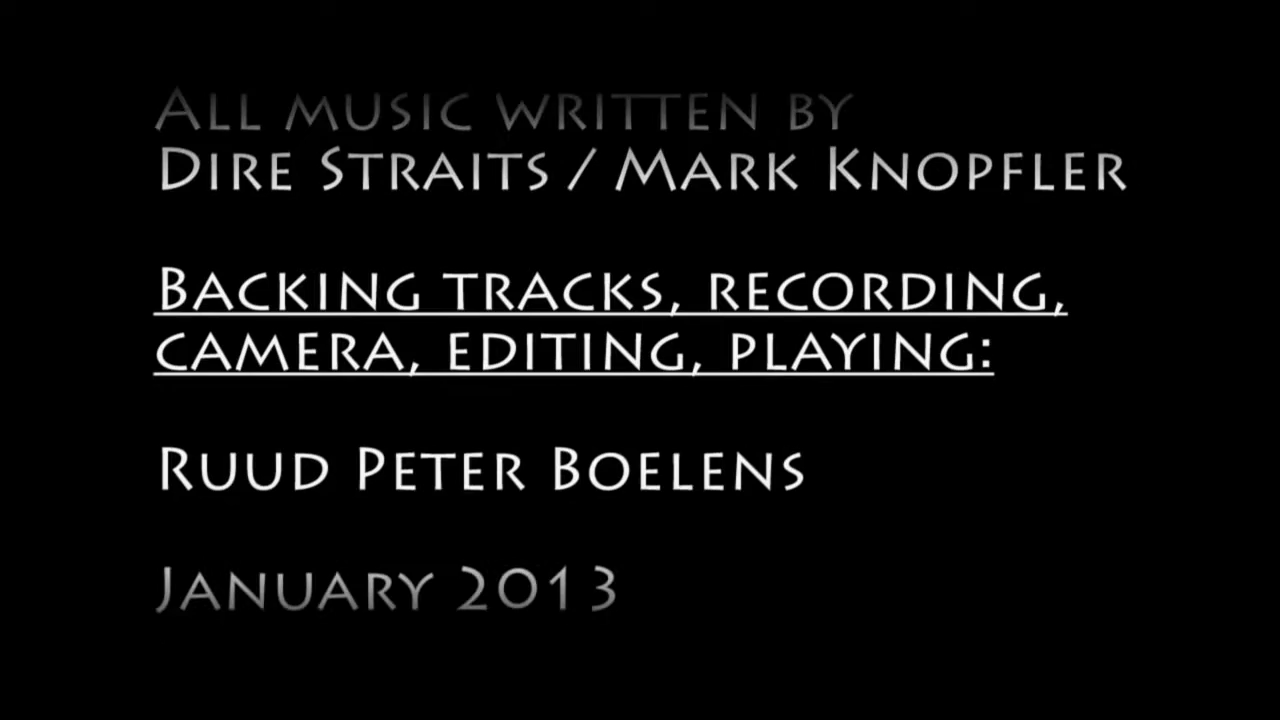 All music written by
Dire Straits / Mark Knopfler
Backing tracks, recording,
camera, editing, playing:
Ruud Peter Boelens
January 2013